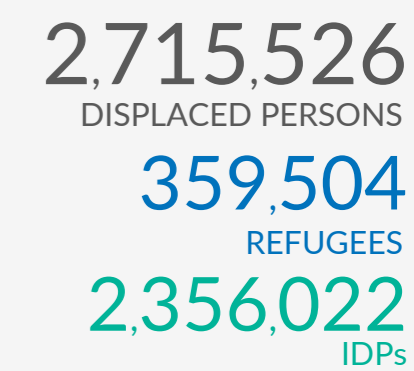 2,715,526
DISPLACED PERSONS
359,504
REFUGEES
2,356,022
IDPs